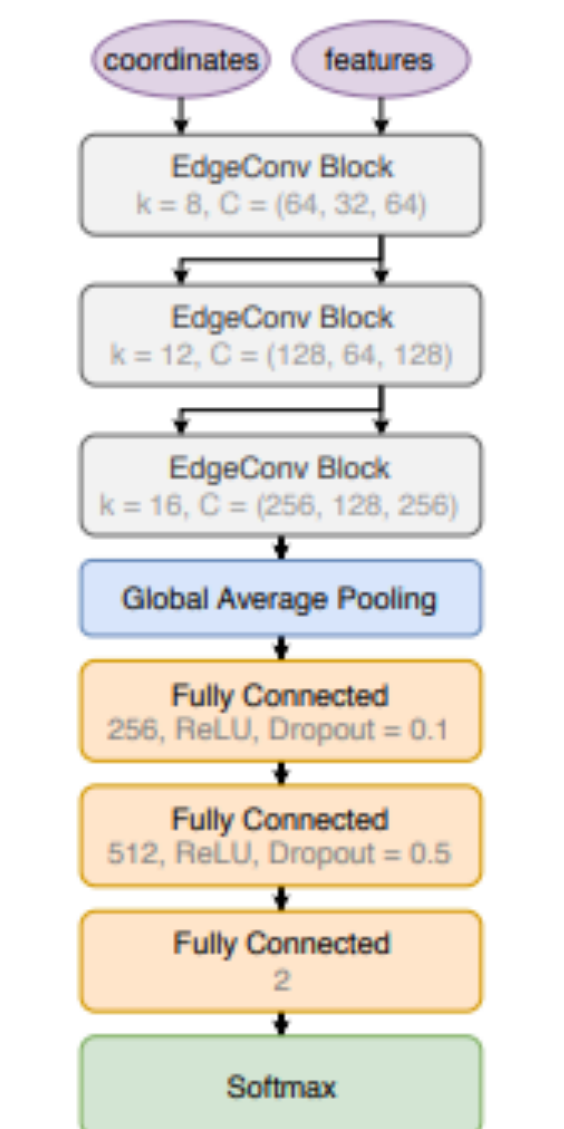 coordinates features
EdgeConv Block
k = 8, C = (64, 32, 64)
EdgeConv Block
k = 12, C = (128, 64, 128)
EdgeConv Block
k = 16, C = (256, 128, 256)
Global Average Pooling
Fully Connected
256, ReLU, Dropout = 0.1
Fully Connected
512, ReLU, Dropout = 0.5
Fully Connected
2
Softmax